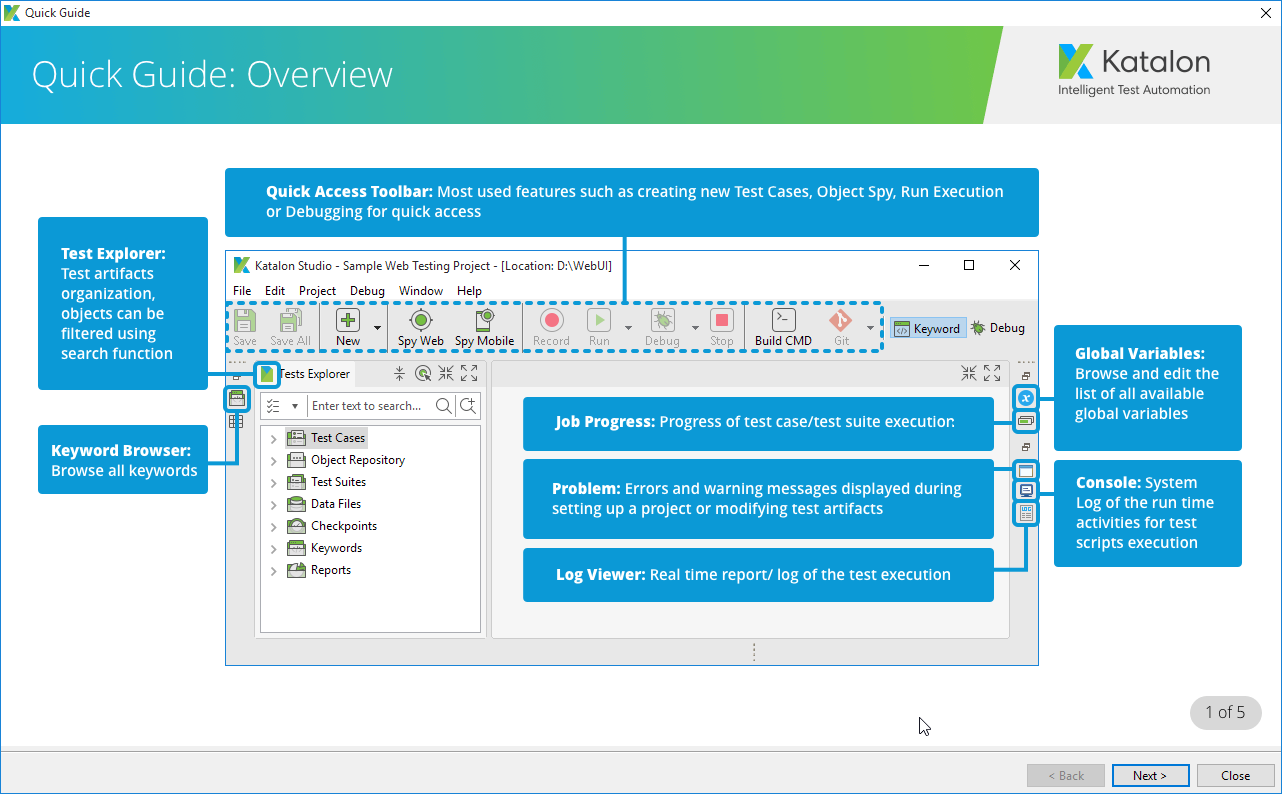 Quick Guide
Quick Guide: Overview
Katalon
Intelligent Test Automation
Quick Access Toolbar: Most used features such as creating new Test Cases, Object Spy, Run Execution
or Debugging for quick access
Test Explorer:
Test artifacts
organization,
objects can be
filtered using
search function
Katalon Studio - Sample Web Testing Project - [Location: D:\WebUI]
File Edit Project Debug Window Help
Save Save All New Spy Web Spy Mobile Record Run Debug Stop Build CMD Git Keyword Debug
Tests Explorer
Enter text to search...
Test Cases
Object Repository
Test Suites
Data Files
Checkpoints
Keywords
Reports
Keyword Browser:
Browse all keywords
Job Progress: Progress of test case/test suite execution
Problem: Errors and warning messages displayed during
setting up a project or modifying test artifacts
Log Viewer: Real time report/ log of the test execution
Global Variables:
Browse and edit the
list of all available
global variables
Console: System
Log of the run time
activities for test
scripts execution
1 of 5
< Back Next > Close